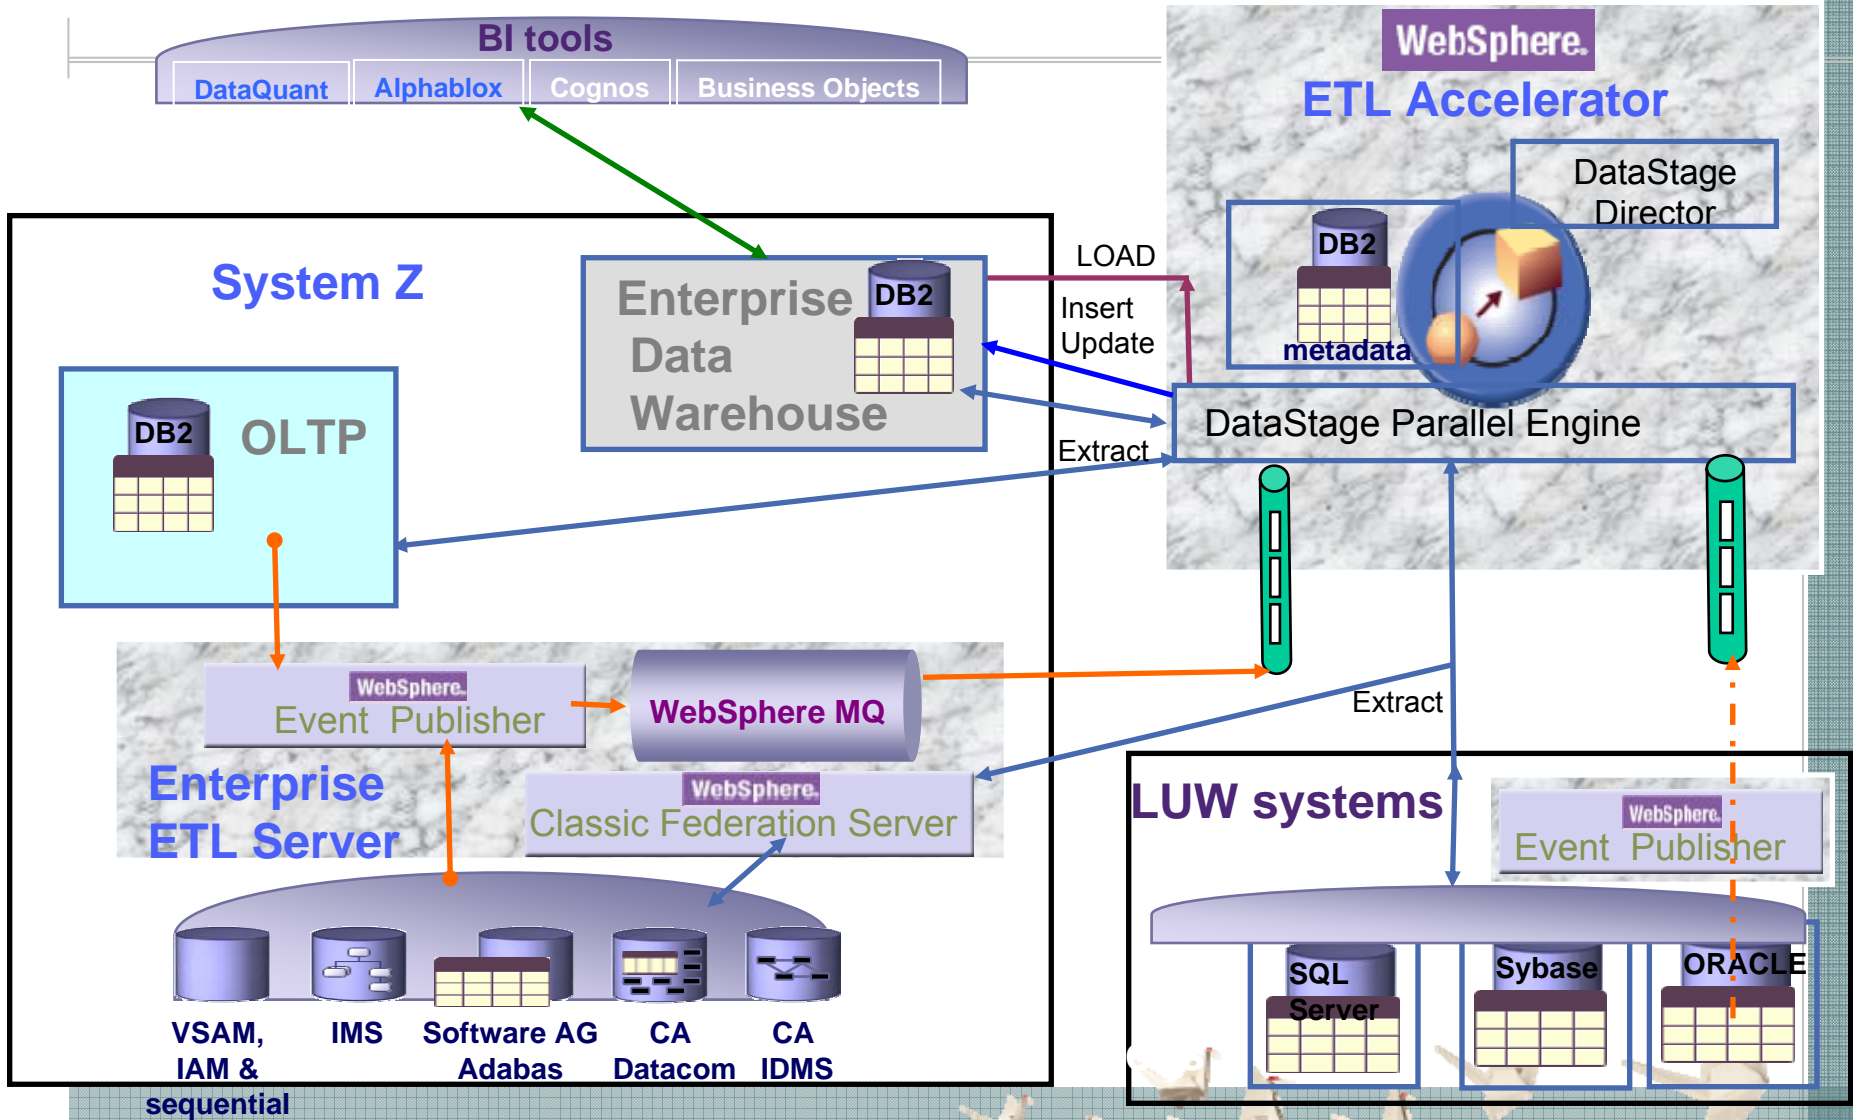 BI tools
DataQuant
Alphablox
Cognos
Business Objects
WebSphere.
ETL Accelerator
DataStage
Director
DB2
metadata
DataStage Parallel Engine
System Z
Enterprise
Data
Warehouse
DB2
LOAD
Insert
Update
Extract
DB2
OLTP
WebSphere.
Event Publisher
WebSphere MQ
WebSphere.
Classic Federation Server
Enterprise
ETL Server
Extract
VSAM,
IAM &
sequential
IMS
Software AG
Adabas
CA
Datacom
CA
IDMS
LUW systems
WebSphere.
Event Publisher
SQL
Server
Sybase
ORACLE